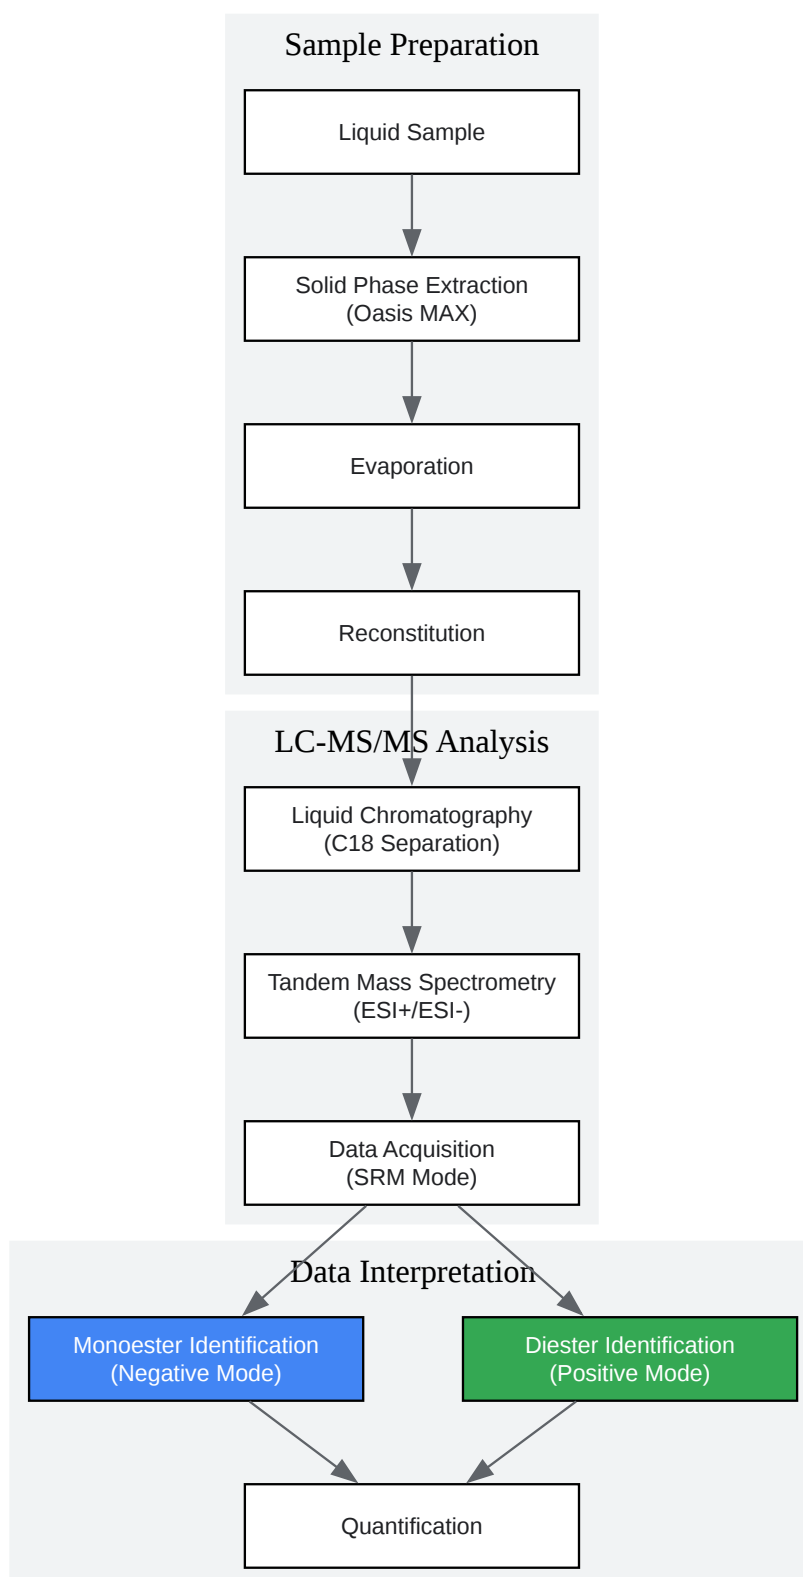 Sample Preparation
Liquid Sample
Solid Phase Extraction
(Oasis MAX)
Evaporation
Reconstitution
LC-MS/MS Analysis
Liquid Chromatography
(C18 Separation)
Tandem Mass Spectrometry
(ESI+/ESI-)
Data Acquisition
(SRM Mode)
Data Interpretation
Monoester Identification
(Negative Mode)
Diester Identification
(Positive Mode)
Quantification